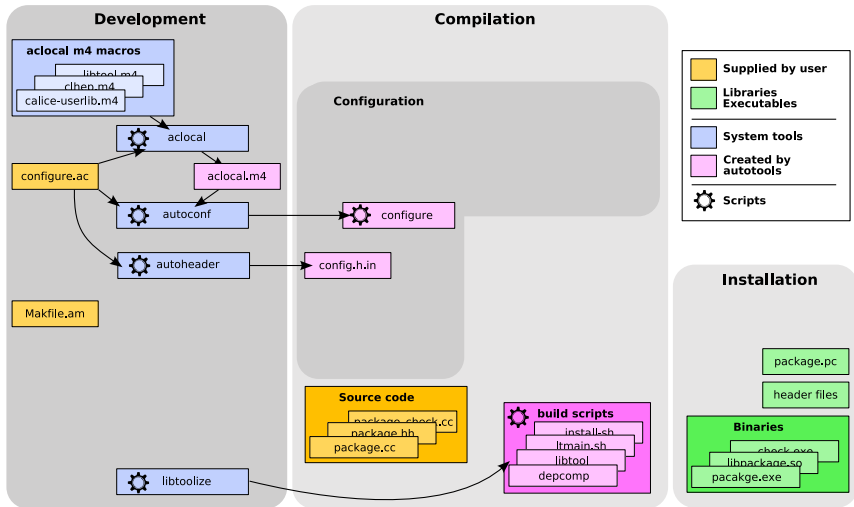 Development
Compilation
aclocal m4 macros
libtool.m4
clhep.m4
calice-userlib.m4
aclocal
configure.ac
aclocal.m4
autoconf
autoheader
Makfile.am
libtoolize
Configuration
configure
config.h.in
Source code
package_check.cc
package.hh
package.cc
build scripts
install-sh
ltmain.sh
libtool
depcomp
Supplied by user
Libraries
Executables
System tools
Created by
autotools
Scripts
Installation
package.pc
header files
Binaries
check.exe
libpackage.so
pacakge.exe